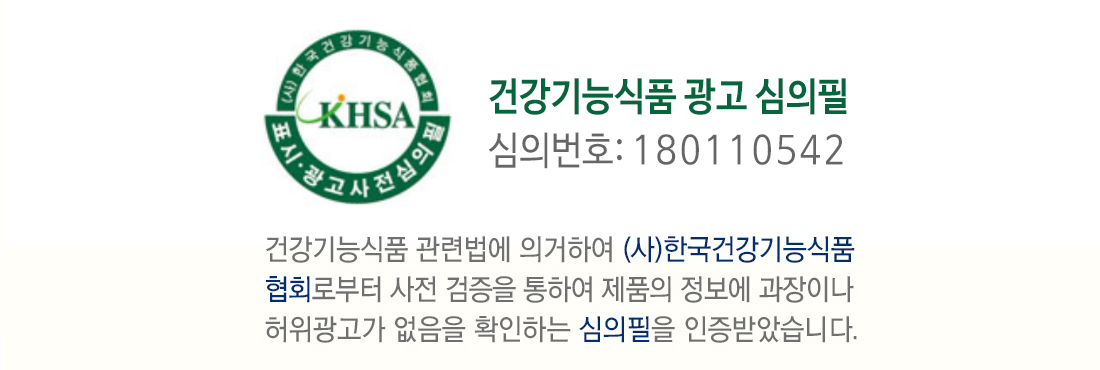 (사)한국건강기능식품협회
KHSA
표시·광고사전심의필
건강기능식품 광고 심의필
심의번호: 180110542
건강기능식품 관련법에 의거하여 (사)한국건강기능식품
협회로부터 사전 검증을 통하여 제품의 정보에 과장이나
허위광고가 없음을 확인하는 심의필을 인증받았습니다.